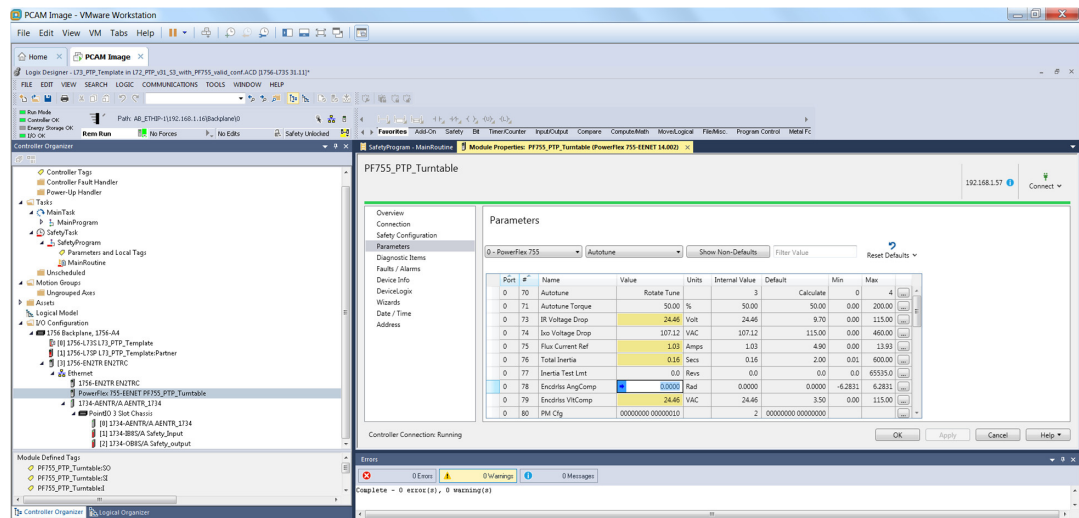 PCAM Image - VMware Workstation
File Edit View VM Tabs Help
Home × PCAM Image ×
Logix Designer - L73_PTP_Template in L72_PTP_v31_S3_with_PF755_valid_conf.ACD [1756-L73S 31.11]*
FILE EDIT VIEW SEARCH LOGIC COMMUNICATIONS TOOLS WINDOW HELP
Run Mode
Controller OK
Energy Storage OK
I/O OK
Path: AB_ETHIP-1\192.168.1.16\Backplane\0
Rem Run No Forces No Edits Safety Unlocked
Favorites Add-On Safety Bit Timer/Counter Input/Output Compare Compute/Math Move/Logical File/Misc. Program Control Metal Fc
Controller Organizer
Controller Tags
Controller Fault Handler
Power-Up Handler
Tasks
MainTask
MainProgram
SafetyTask
SafetyProgram
Parameters and Local Tags
MainRoutine
Unscheduled
Motion Groups
Ungrouped Axes
Assets
Logical Model
I/O Configuration
1756 Backplane, 1756-A4
[0] 1756-L73S L73_PTP_Template
[1] 1756-L7SP L73_PTP_Template:Partner
[3] 1756-EN2TR EN2TRC
Ethernet
1756-EN2TR EN2TRC
PowerFlex 755-EENET PF755_PTP_Turntable
1734-AENTR/A AENTR_1734
PointIO 3 Slot Chassis
[0] 1734-AENTR/A AENTR_1734
[1] 1734-IB8S/A Safety_Input
[2] 1734-OB8S/A Safety_output
Module Defined Tags
PF755_PTP_Turntable:SO
PF755_PTP_Turntable:SI
PF755_PTP_Turntable:I
Controller Organizer Logical Organizer
SafetyProgram - MainRoutine Module Properties: PF755_PTP_Turntable (PowerFlex 755-EENET 14.002) ×
PF755_PTP_Turntable
192.168.1.57
Connect
Overview
Connection
Safety Configuration
Parameters
Diagnostic Items
Faults / Alarms
Device Info
DeviceLogix
Wizards
Date / Time
Address
Parameters
0 - PowerFlex 755 Autotune Show Non-Defaults Filter Value Reset Defaults
Port # Name Value Units Internal Value Default Min Max
0 70 Autotune Rotate Tune 3 Calculate 0 4 ...
0 71 Autotune Torque 50.00 % 50.00 50.00 0.00 200.00 ...
0 73 IR Voltage Drop 24.46 Volt 24.46 9.70 0.00 115.00 ...
0 74 Ixo Voltage Drop 107.12 VAC 107.12 115.00 0.00 460.00 ...
0 75 Flux Current Ref 1.03 Amps 1.03 4.90 0.00 13.93 ...
0 76 Total Inertia 0.16 Secs 0.16 2.00 0.01 600.00 ...
0 77 Inertia Test Lmt 0.0 Revs 0.0 0.0 0.0 65535.0 ...
0 78 Encdrlss AngComp 0.0000 Rad 0.0000 0.0000 -6.2831 6.2831 ...
0 79 Encdrlss VltComp 24.46 VAC 24.46 3.50 0.00 115.00 ...
0 80 PM Cfg 00000000 00000010 2 00000000 00000000 ...
Controller Connection: Running
OK Apply Cancel Help
Errors
0 Errors 0 Warnings 0 Messages
Complete - 0 error(s), 0 warning(s)